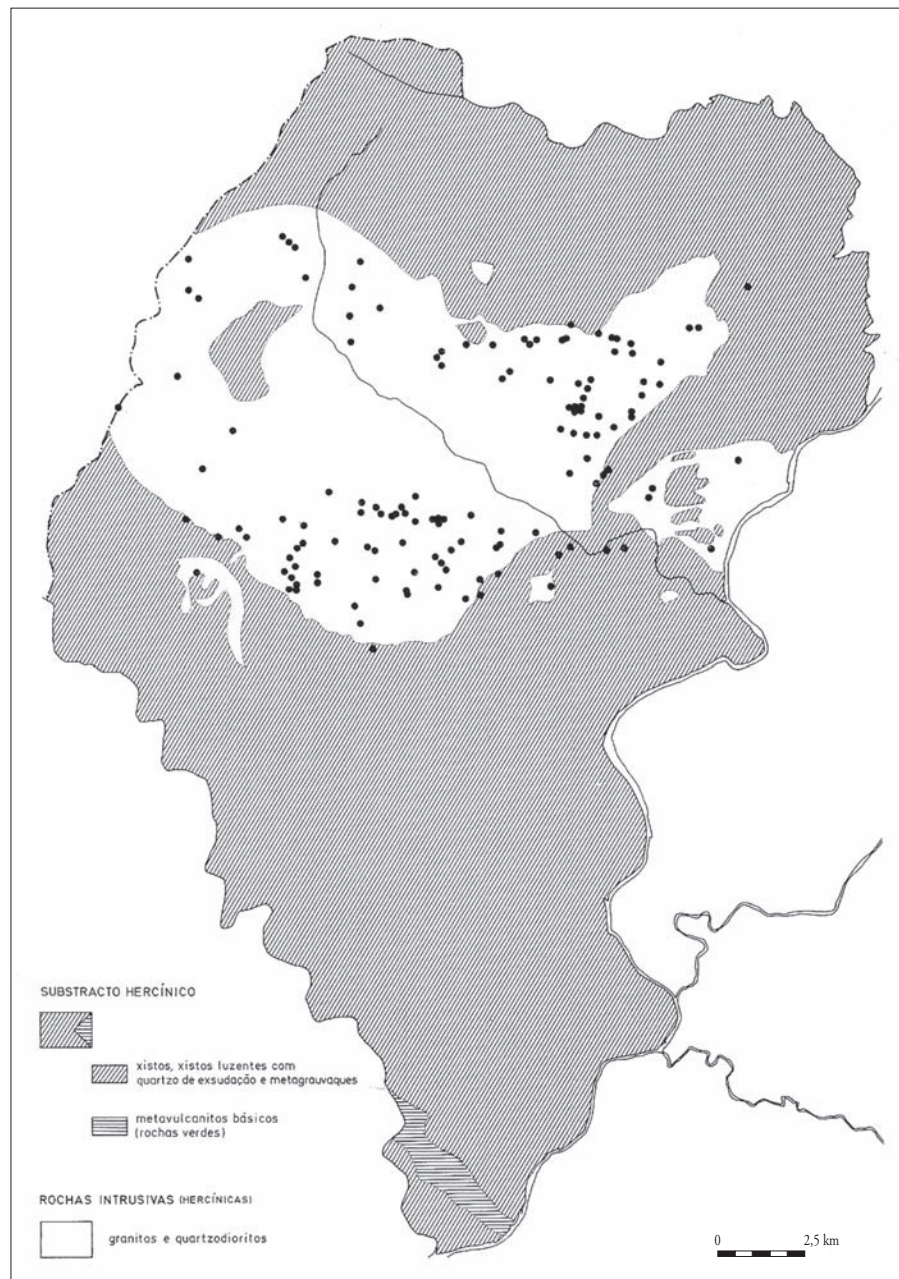 SUBSTRACTO HERCÍNICO
xistos, xistos luzentes com
quartzo de exsudação e metagrauvaques
metavulcanitos básicos
(rochas verdes)
ROCHAS INTRUSIVAS (HERCÍNICAS)
granitos e quartzodioritos
0 2,5 km